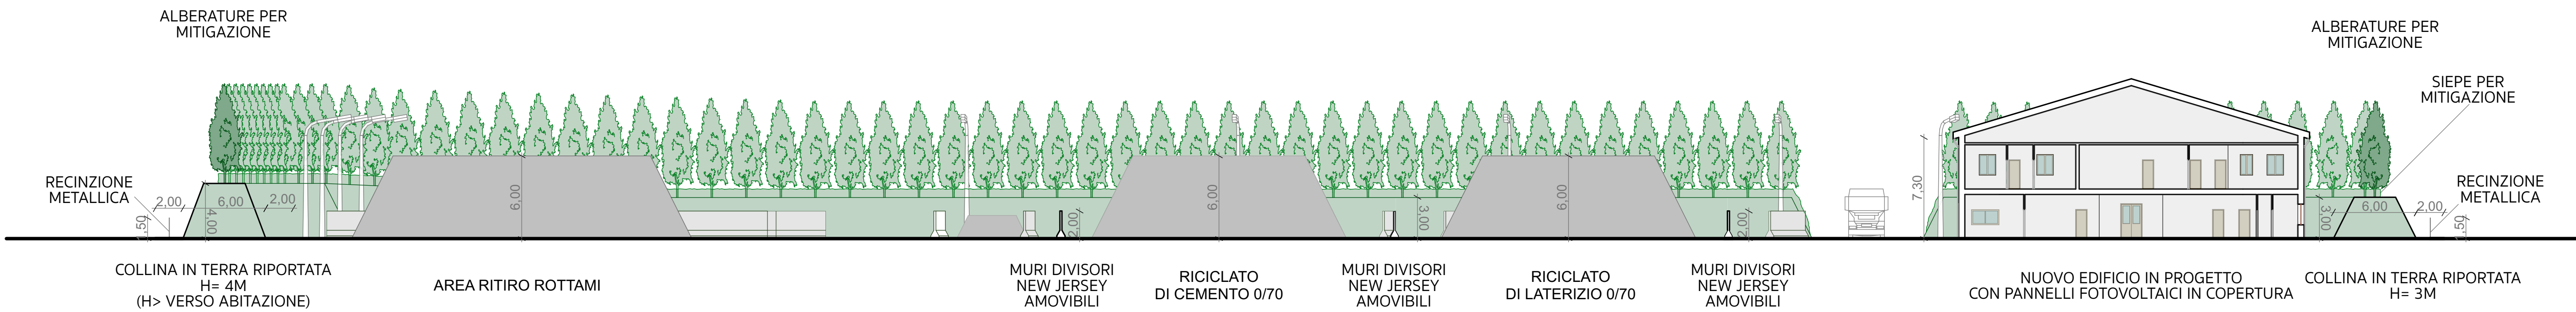 ALBERATURE PER
MITIGAZIONE
ALBERATURE PER
MITIGAZIONE
SIEPE PER
MITIGAZIONE
RECINZIONE
METALLICA
RECINZIONE
METALLICA
2,00
6,00
2,00
4,00
,50
6,00
2,00
6,00
3,00
6,00
2,00
7,30
3,00
6,00
2,00
,50
COLLINA IN TERRA RIPORTATA
H= 4M
(H> VERSO ABITAZIONE)
AREA RITIRO ROTTAMI
MURI DIVISORI
NEW JERSEY
AMOVIBILI
RICICLATO
DI CEMENTO 0/70
MURI DIVISORI
NEW JERSEY
AMOVIBILI
RICICLATO
DI LATERIZIO 0/70
MURI DIVISORI
NEW JERSEY
AMOVIBILI
NUOVO EDIFICIO IN PROGETTO
CON PANNELLI FOTOVOLTAICI IN COPERTURA
COLLINA IN TERRA RIPORTATA
H= 3M